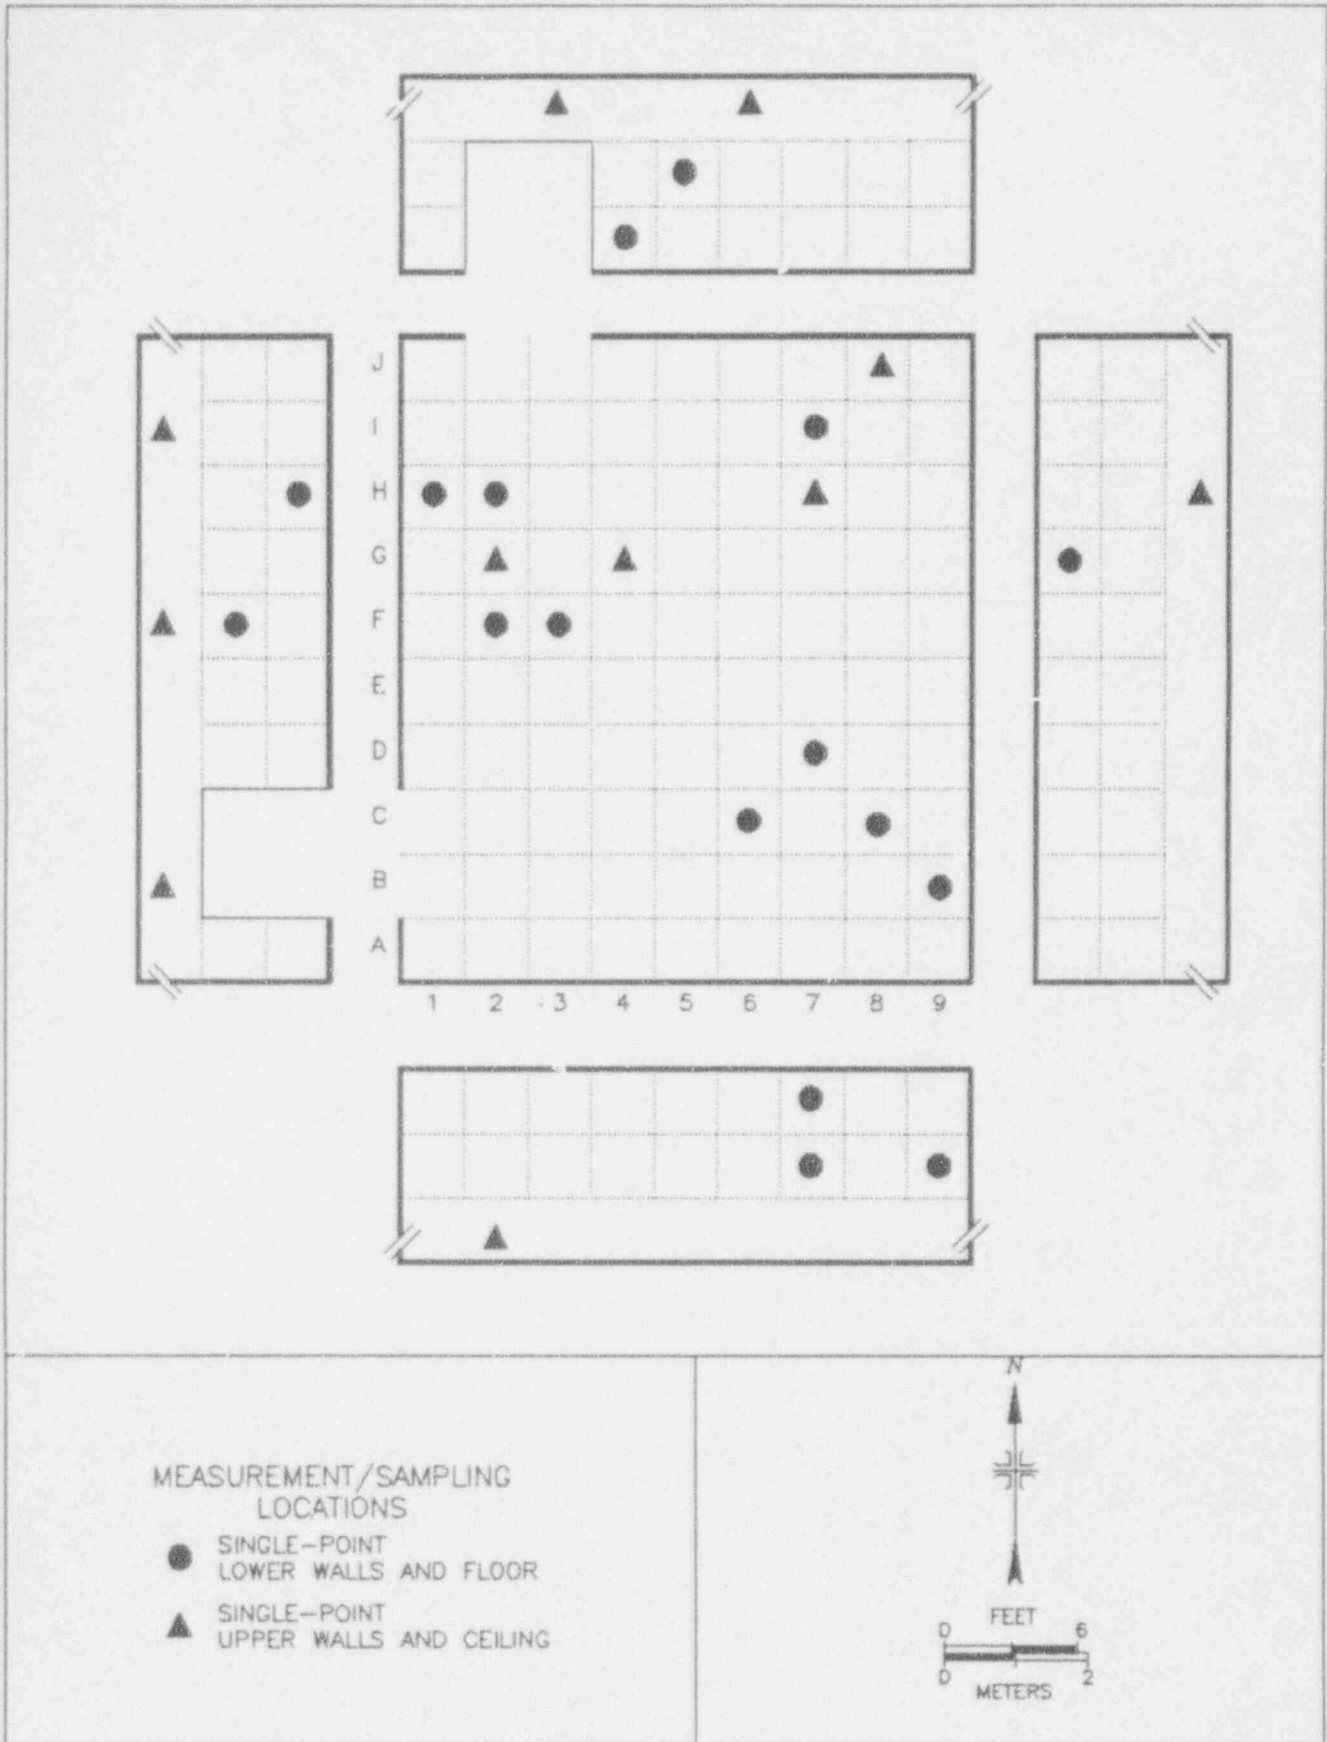 J
I
H
G
F
E
D
C
B
A
1 2 3 4 5 6 7 8 9
MEASUREMENT/SAMPLING
LOCATIONS
SINGLE-POINT
LOWER WALLS AND FLOOR
SINGLE-POINT
UPPER WALLS AND CEILING
N
FEET
0 6
0 2
METERS